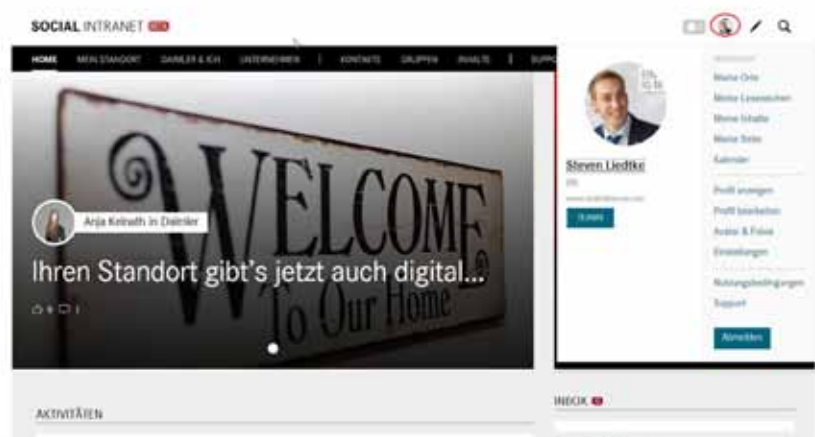 SOCIAL INTRANET
HOME MEIN STANDORT DAIMLER & ICH UNTERNEHMEN | KONTAKTE GRUPPEN INHALTE | SUPPO
WELCOME
To Our Home
Anja Kelrath in Daimler
Ihren Standort gibt's jetzt auch digital...
Steven Liedtke
Meine Orte
Meine Lesezeichen
Meine Inhalte
Meine Seite
Kalender
Profil anzeigen
Profil bearbeiten
Avatar & Fotos
Einstellungen
Nutzungsbedingungen
Support
Abmelden
AKTIVITÄTEN
INBOX